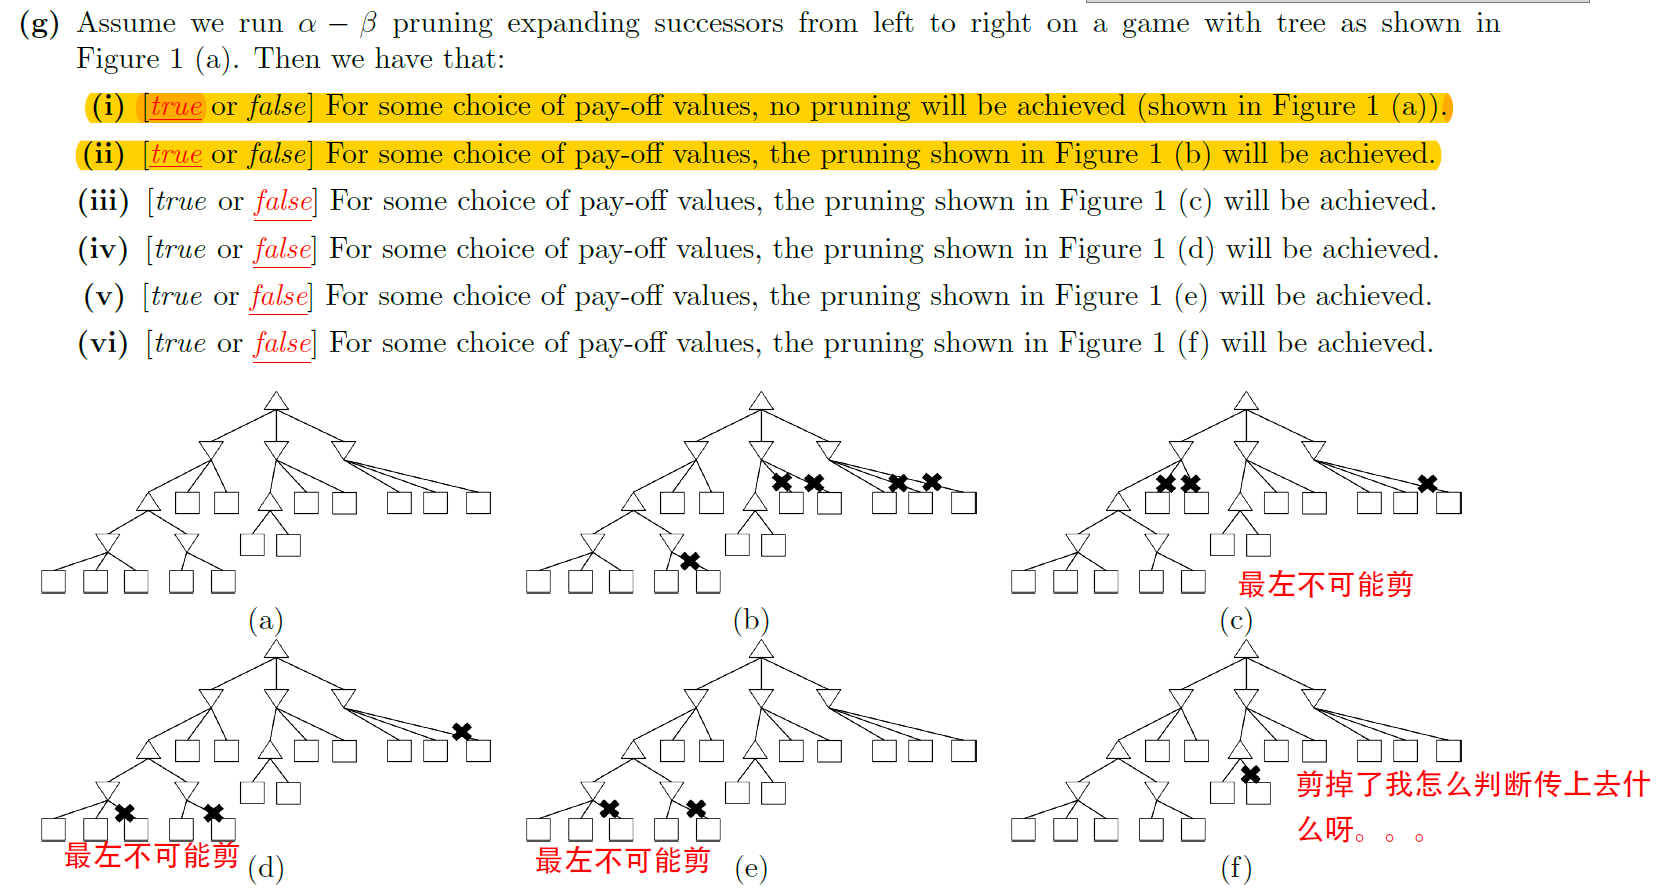 (g) Assume we run α − β pruning expanding successors from left to right on a game with tree as shown in
Figure 1 (a). Then we have that:
(i) [true or false] For some choice of pay-off values, no pruning will be achieved (shown in Figure 1 (a)).
(ii) [true or false] For some choice of pay-off values, the pruning shown in Figure 1 (b) will be achieved.
(iii) [true or false] For some choice of pay-off values, the pruning shown in Figure 1 (c) will be achieved.
(iv) [true or false] For some choice of pay-off values, the pruning shown in Figure 1 (d) will be achieved.
(v) [true or false] For some choice of pay-off values, the pruning shown in Figure 1 (e) will be achieved.
(vi) [true or false] For some choice of pay-off values, the pruning shown in Figure 1 (f) will be achieved.
最左不可能剪
(a)
(b)
(c)
剪掉了我怎么判断传上去什
么呀。。。
最左不可能剪
最左不可能剪
(d)
(e)
(f)